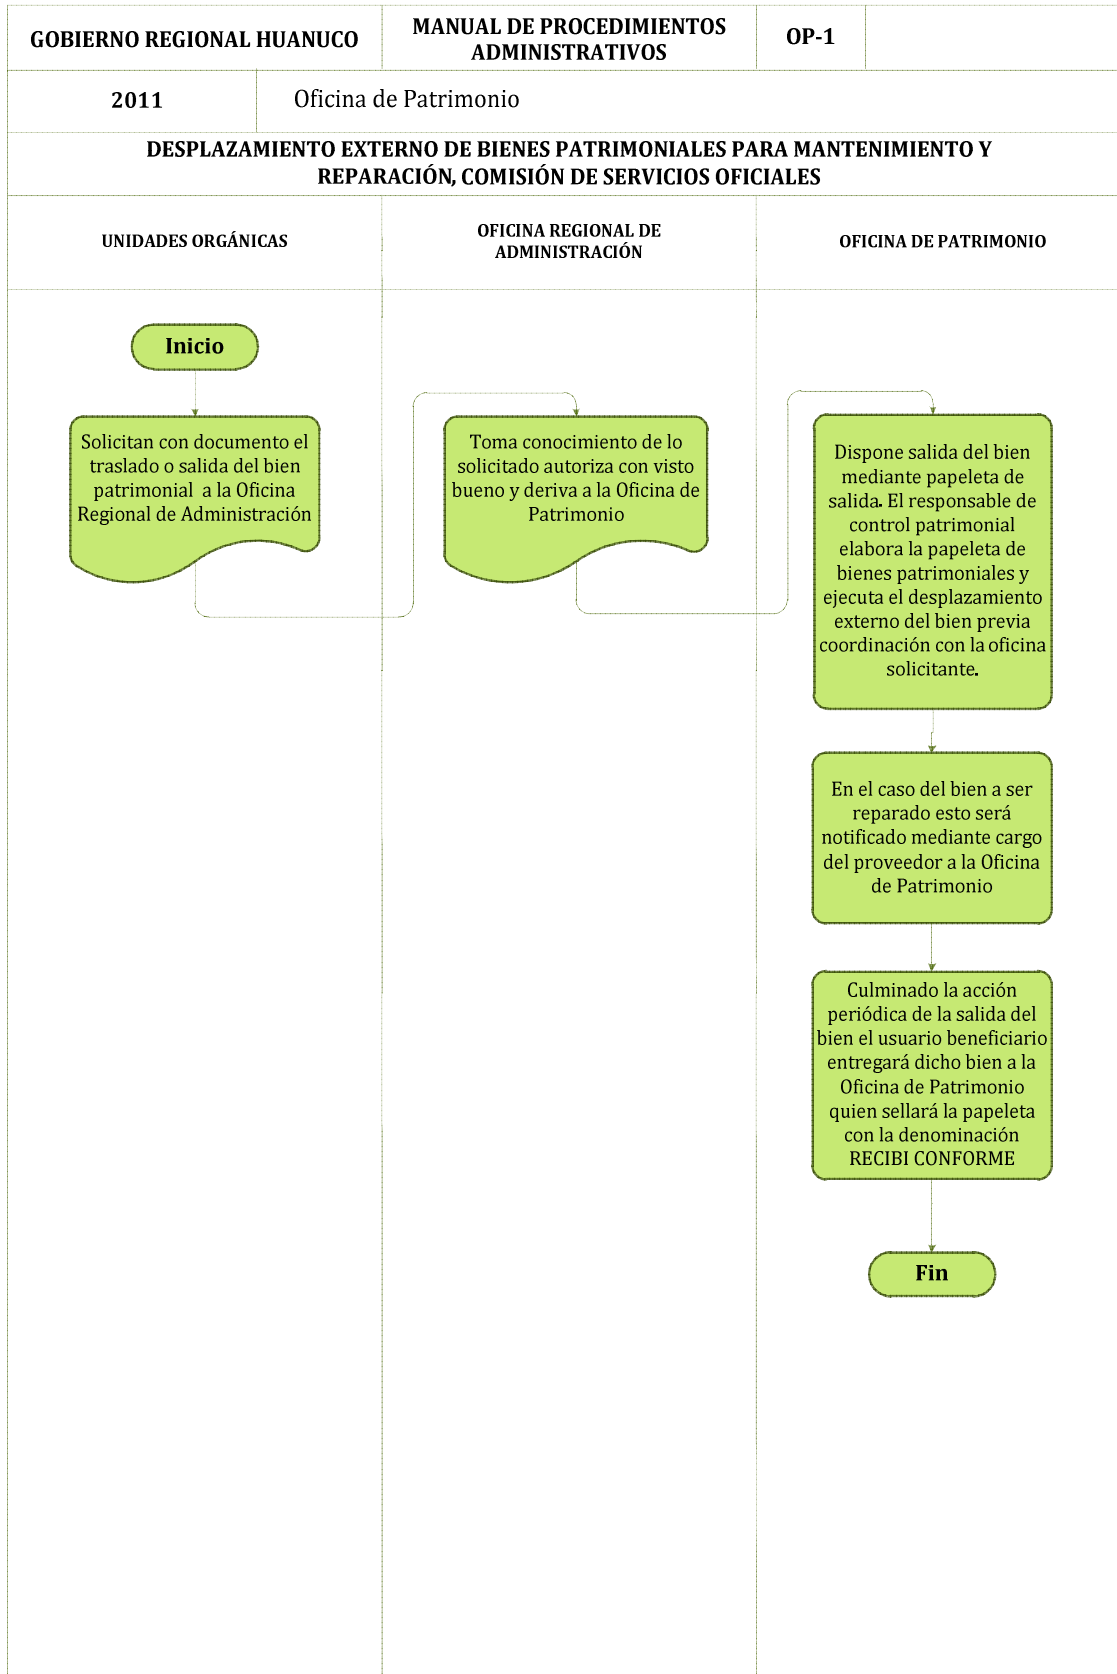 GOBIERNO REGIONAL HUANUCO
MANUAL DE PROCEDIMIENTOS
ADMINISTRATIVOS
OP-1
2011
Oficina de Patrimonio
DESPLAZAMIENTO EXTERNO DE BIENES PATRIMONIALES PARA MANTENIMIENTO Y
REPARACIÓN, COMISIÓN DE SERVICIOS OFICIALES
UNIDADES ORGÁNICAS
OFICINA REGIONAL DE
ADMINISTRACIÓN
OFICINA DE PATRIMONIO
Inicio
Solicitan con documento el
traslado o salida del bien
patrimonial a la Oficina
Regional de Administración
Toma conocimiento de lo
solicitado autoriza con visto
bueno y deriva a la Oficina de
Patrimonio
Dispone salida del bien
mediante papeleta de
salida. El responsable de
control patrimonial
elabora la papeleta de
bienes patrimoniales y
ejecuta el desplazamiento
externo del bien previa
coordinación con la oficina
solicitante.
En el caso del bien a ser
reparado esto será
notificado mediante cargo
del proveedor a la Oficina
de Patrimonio
Culminado la acción
periódica de la salida del
bien el usuario beneficiario
entregará dicho bien a la
Oficina de Patrimonio
quien sellará la papeleta
con la denominación
RECIBI CONFORME
Fin